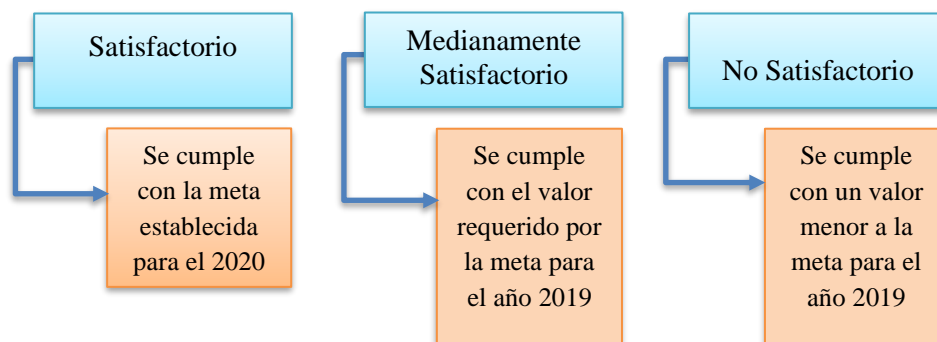 Satisfactorio
Se cumple
con la meta
establecida
para el 2020
Medianamente
Satisfactorio
Se cumple
con el valor
requerido por
la meta para
el año 2019
No Satisfactorio
Se cumple
con un valor
menor a la
meta para el
año 2019